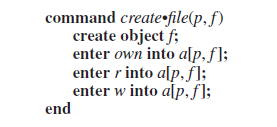 command create•file(p, f)
create object f;
enter own into a[p, f];
enter r into a[p, f];
enter w into a[p, f];
end